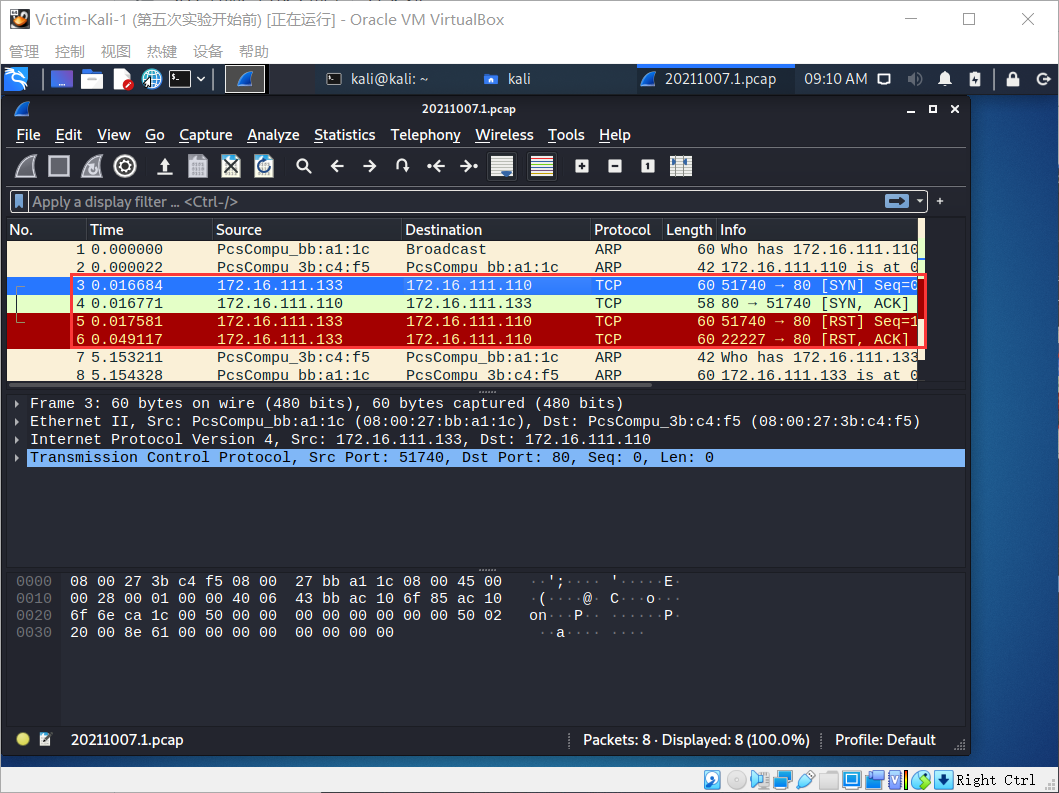 Victim-Kali-1 (第五次实验开始前) [正在运行] - Oracle VM VirtualBox
管理 控制 视图 热键 设备 帮助
kali@kali: ~ kali 20211007.1.pcap 09:10 AM
20211007.1.pcap
File Edit View Go Capture Analyze Statistics Telephony Wireless Tools Help
Apply a display filter ... <Ctrl-/>
No. Time Source Destination Protocol Length Info
1 0.000000 PcsCompu_bb:a1:1c Broadcast ARP 60 Who has 172.16.111.110
2 0.000022 PcsCompu_3b:c4:f5 PcsCompu_bb:a1:1c ARP 42 172.16.111.110 is at 0
3 0.016684 172.16.111.133 172.16.111.110 TCP 60 51740 → 80 [SYN] Seq=0
4 0.016771 172.16.111.110 172.16.111.133 TCP 58 80 → 51740 [SYN, ACK]
5 0.017581 172.16.111.133 172.16.111.110 TCP 60 51740 → 80 [RST] Seq=1
6 0.049117 172.16.111.133 172.16.111.110 TCP 60 22227 → 80 [RST, ACK]
7 5.153211 PcsCompu_3b:c4:f5 PcsCompu_bb:a1:1c ARP 42 Who has 172.16.111.133
8 5.154328 PcsCompu_bb:a1:1c PcsCompu_3b:c4:f5 ARP 60 172.16.111.133 is at 0
Frame 3: 60 bytes on wire (480 bits), 60 bytes captured (480 bits)
Ethernet II, Src: PcsCompu_bb:a1:1c (08:00:27:bb:a1:1c), Dst: PcsCompu_3b:c4:f5 (08:00:27:3b:c4:f5)
Internet Protocol Version 4, Src: 172.16.111.133, Dst: 172.16.111.110
Transmission Control Protocol, Src Port: 51740, Dst Port: 80, Seq: 0, Len: 0
0000 08 00 27 3b c4 f5 08 00 27 bb a1 1c 08 00 45 00 ··';···· '·····E·
0010 00 28 00 01 00 00 40 06 43 bb ac 10 6f 85 ac 10 ·(····@· C···o···
0020 6f 6e ca 1c 00 50 00 00 00 00 00 00 00 00 50 02 on···P·· ······P·
0030 20 00 8e 61 00 00 00 00 00 00 00 00 ··a···· ····
20211007.1.pcap Packets: 8 · Displayed: 8 (100.0%) Profile: Default
Right Ctrl